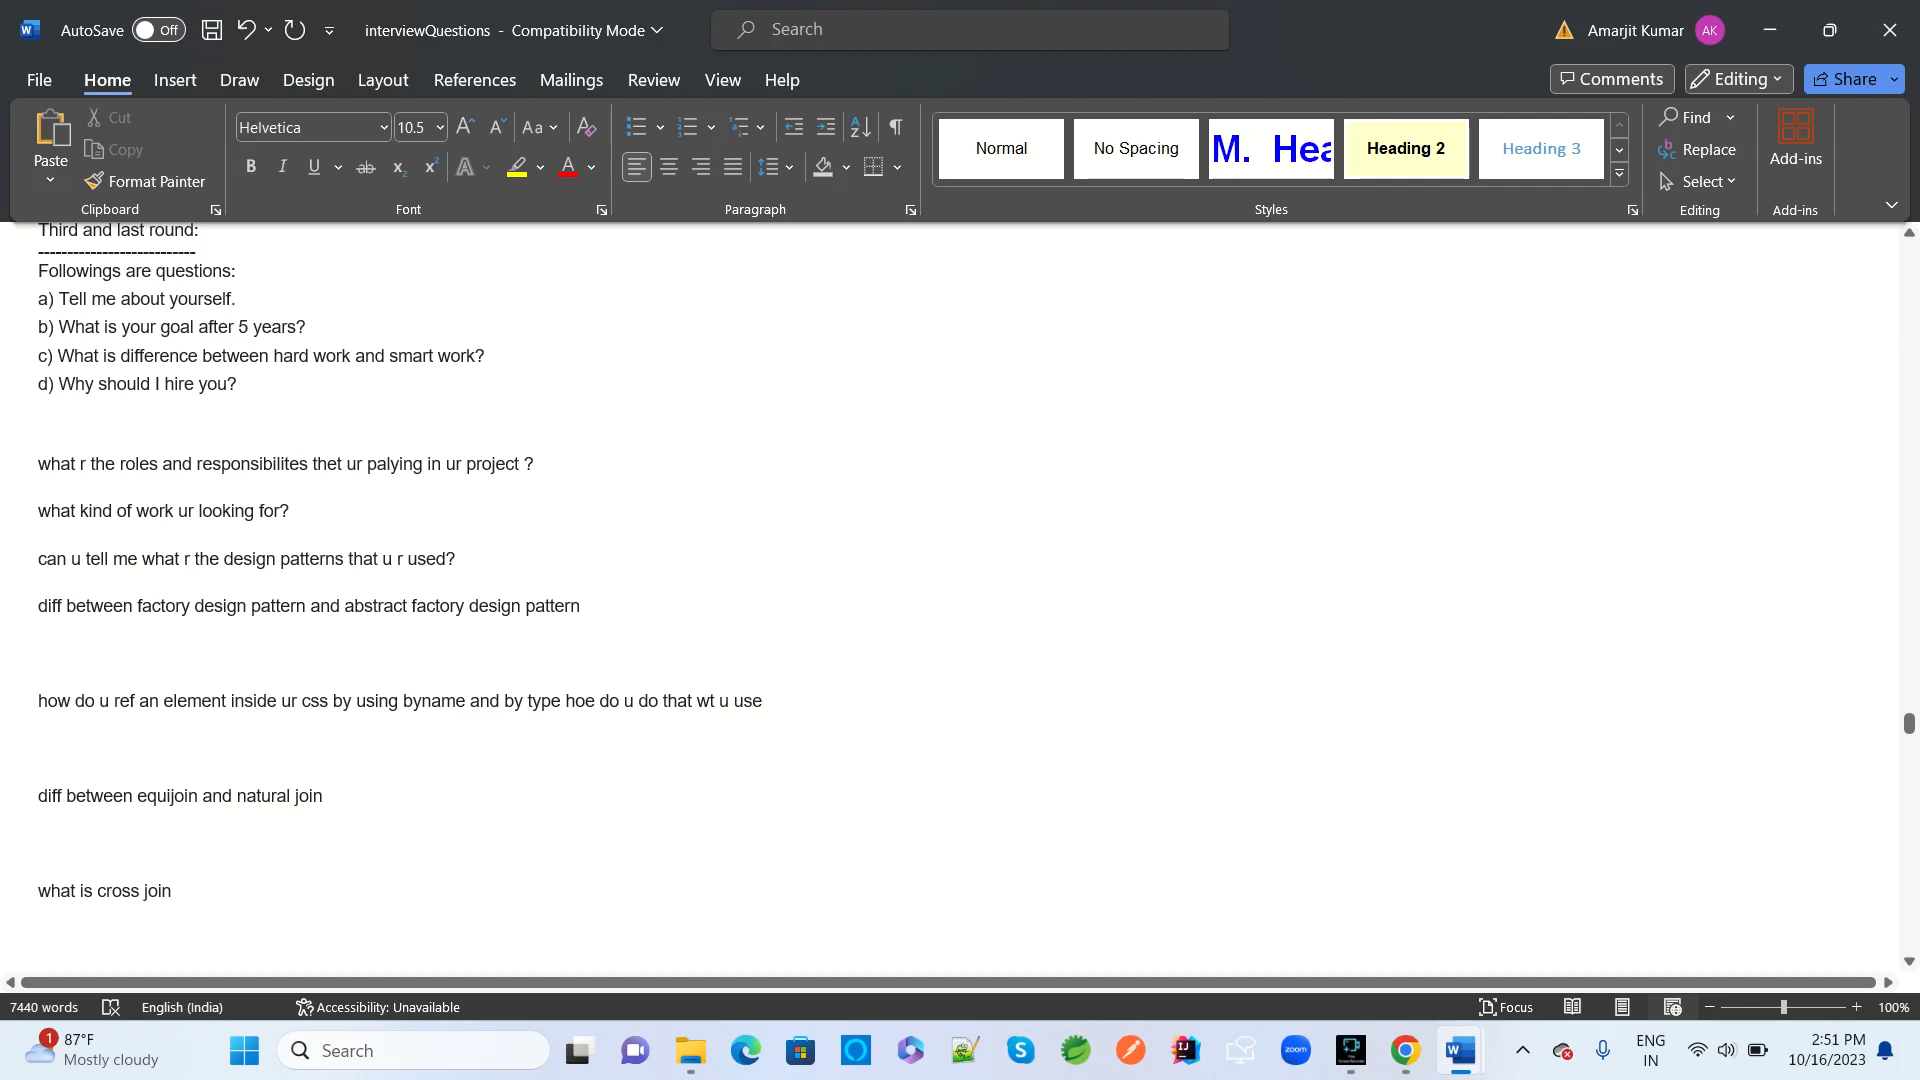 AutoSave Off interviewQuestions - Compatibility Mode Search Amarjit Kumar AK
File Home Insert Draw Design Layout References Mailings Review View Help Comments Editing Share
Paste Cut Copy Format Painter
Clipboard
Helvetica 10.5 Aa
B I U ab x₂ x² A A
Font
Paragraph
Normal No Spacing M. Hea Heading 2 Heading 3
Styles
Find
Replace
Select
Editing
Add-ins
Add-ins
Third and last round:
---------------------------
Followings are questions:
a) Tell me about yourself.
b) What is your goal after 5 years?
c) What is difference between hard work and smart work?
d) Why should I hire you?
what r the roles and responsibilites thet ur palying in ur project ?
what kind of work ur looking for?
can u tell me what r the design patterns that u r used?
diff between factory design pattern and abstract factory design pattern
how do u ref an element inside ur css by using byname and by type hoe do u do that wt u use
diff between equijoin and natural join
what is cross join
7440 words English (India) Accessibility: Unavailable Focus 100%
1 87°F
Mostly cloudy
Search
zoom
ENG
IN
2:51 PM
10/16/2023